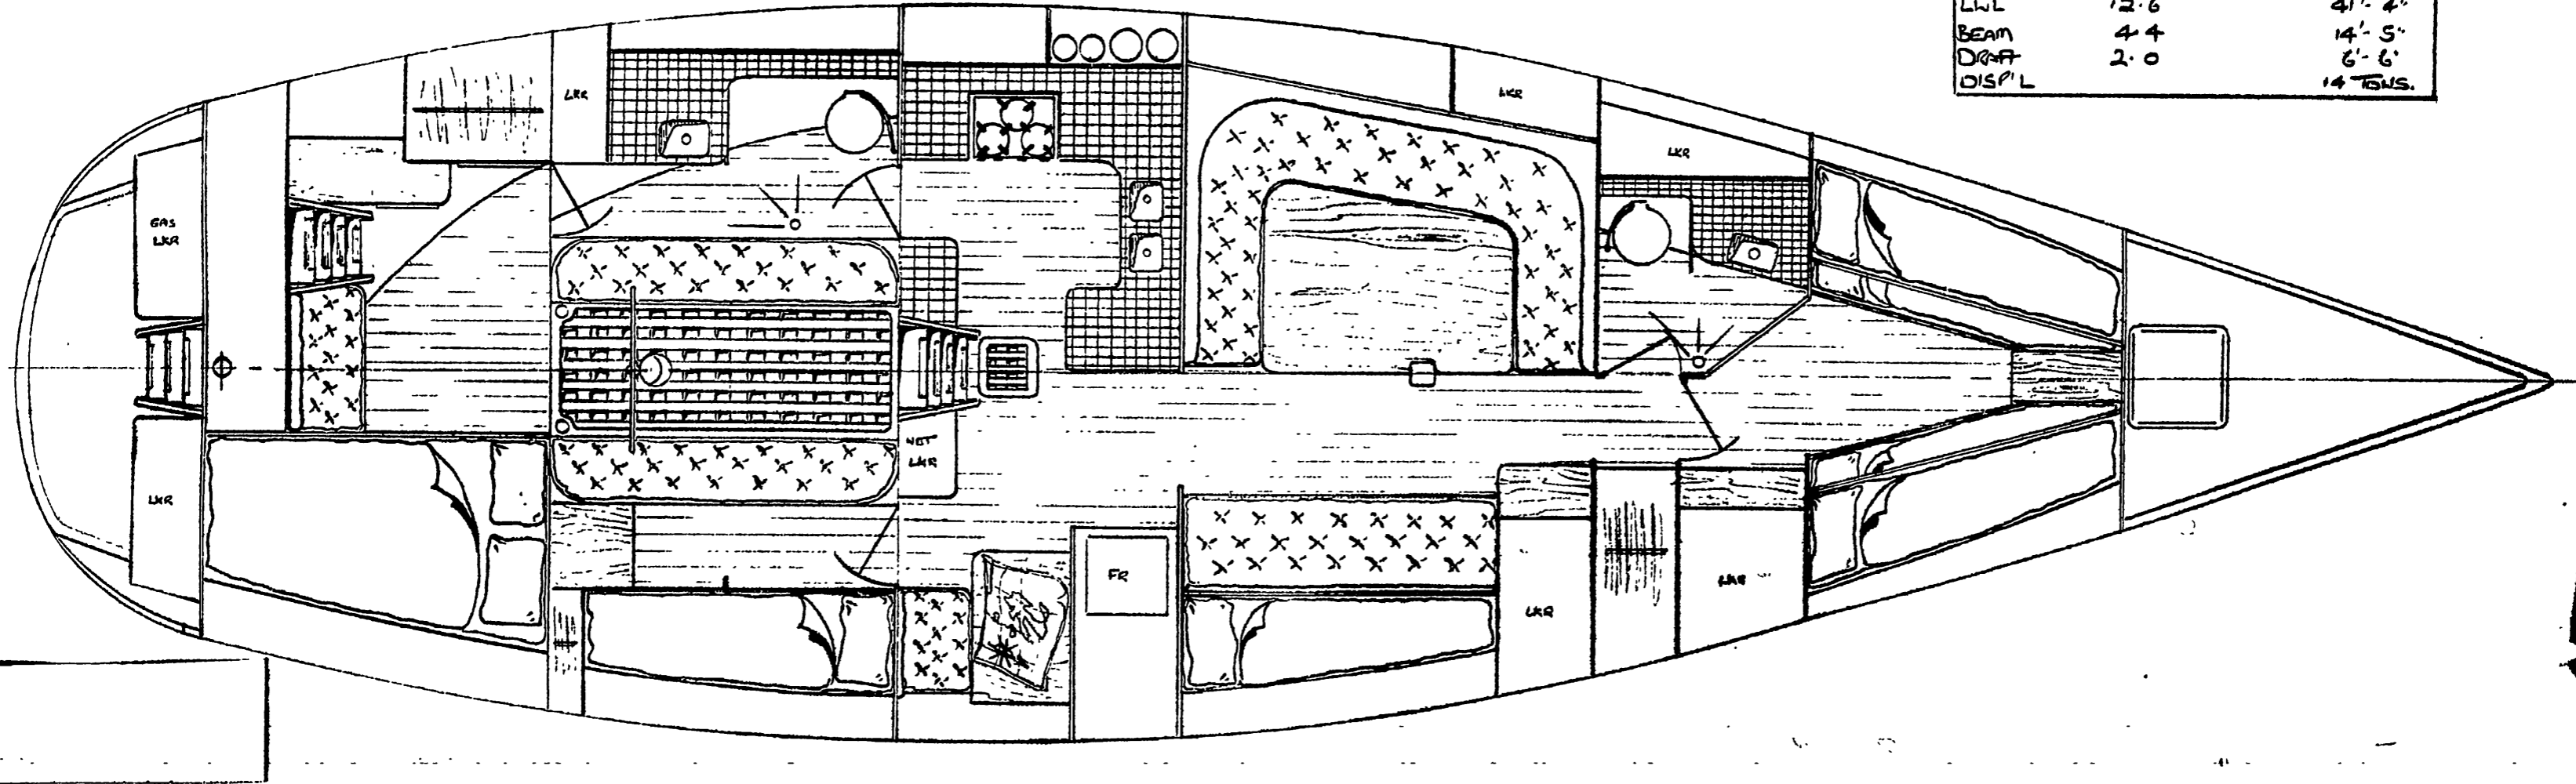 LWL 12.6 41'- 4"
BEAM 4.4 14'- 5"
DRAFT 2.0 6'- 6"
DISP'L 14 TONS.
LKR
LKR
LKR
GAS
LKR
WET
LKR
LKR
FR
LKR
LKR